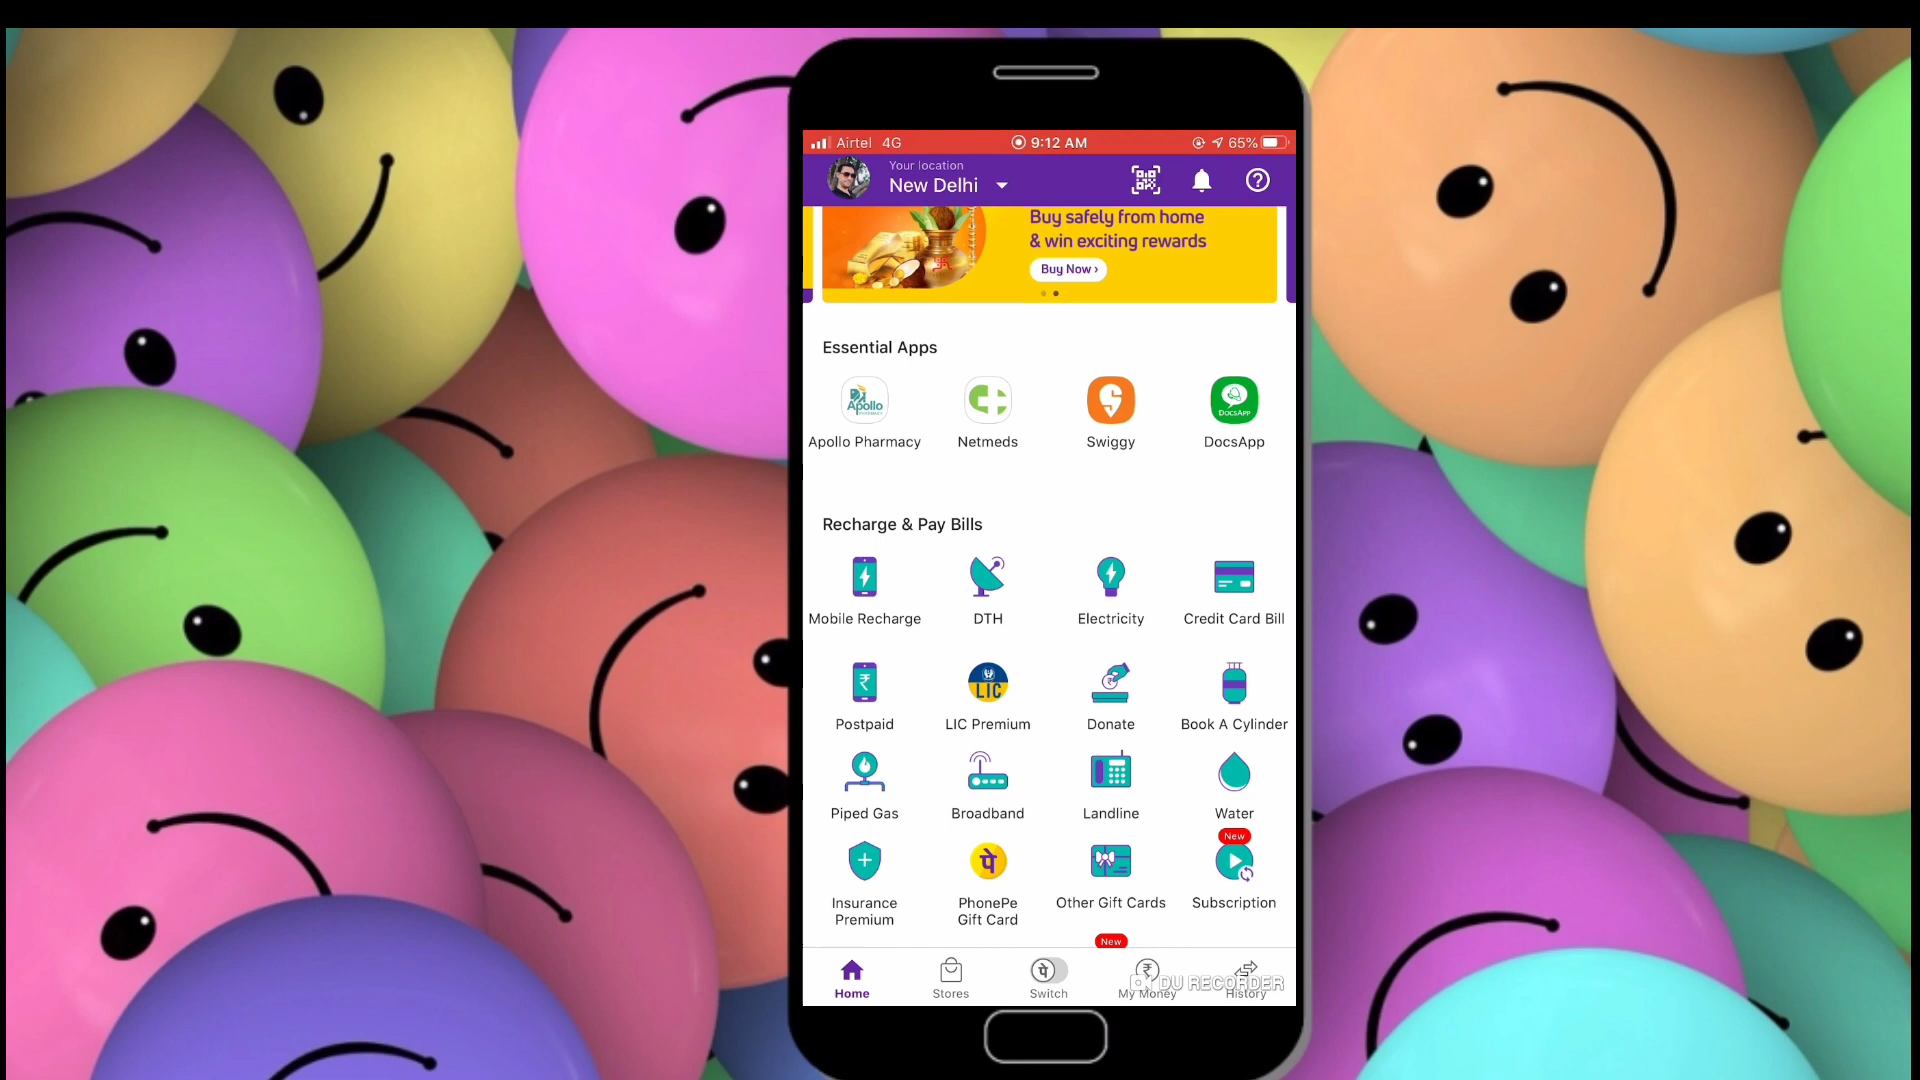 Airtel 4G 9:12 AM 65%
Your location
New Delhi
Buy safely from home
& win exciting rewards
Buy Now ›
Essential Apps
Apollo
PHARMACY
DOCSAPP
Apollo Pharmacy Netmeds Swiggy DocsApp
Recharge & Pay Bills
Mobile Recharge DTH Electricity Credit Card Bill
₹ LIC ₹
Postpaid LIC Premium Donate Book A Cylinder
Piped Gas Broadband Landline Water
New
पे
Insurance Premium
PhonePe Gift Card
Other Gift Cards
Subscription
New
पे ₹
DU RECORDER
Home Stores Switch My Money History